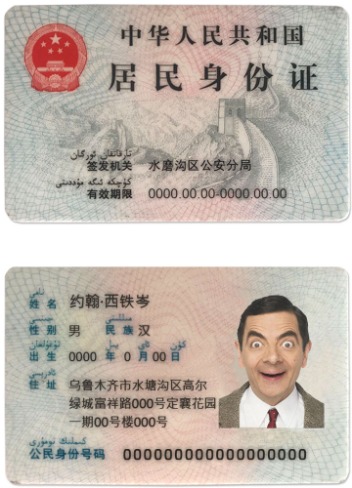 中华人民共和国
居民身份证
تارقاتقان ئورگان
签发机关 水磨沟区公安分局
كۈچكە ئىگە مۇددىتى
有效期限 0000.00.00-0000.00.00
نامى
姓名 约翰·西铁岑
جىنسى مىللىتى
性别 男 民族 汉
تۇغۇلغان يىل ئاي كۈن
出生 0000 年 0 月 00 日
ئادرېسى
住址 乌鲁木齐市水塘沟区高尔
绿城富祥路000号定襄花园
一期00号楼000号
كىملىك نومۇرى
公民身份号码 000000000000000000